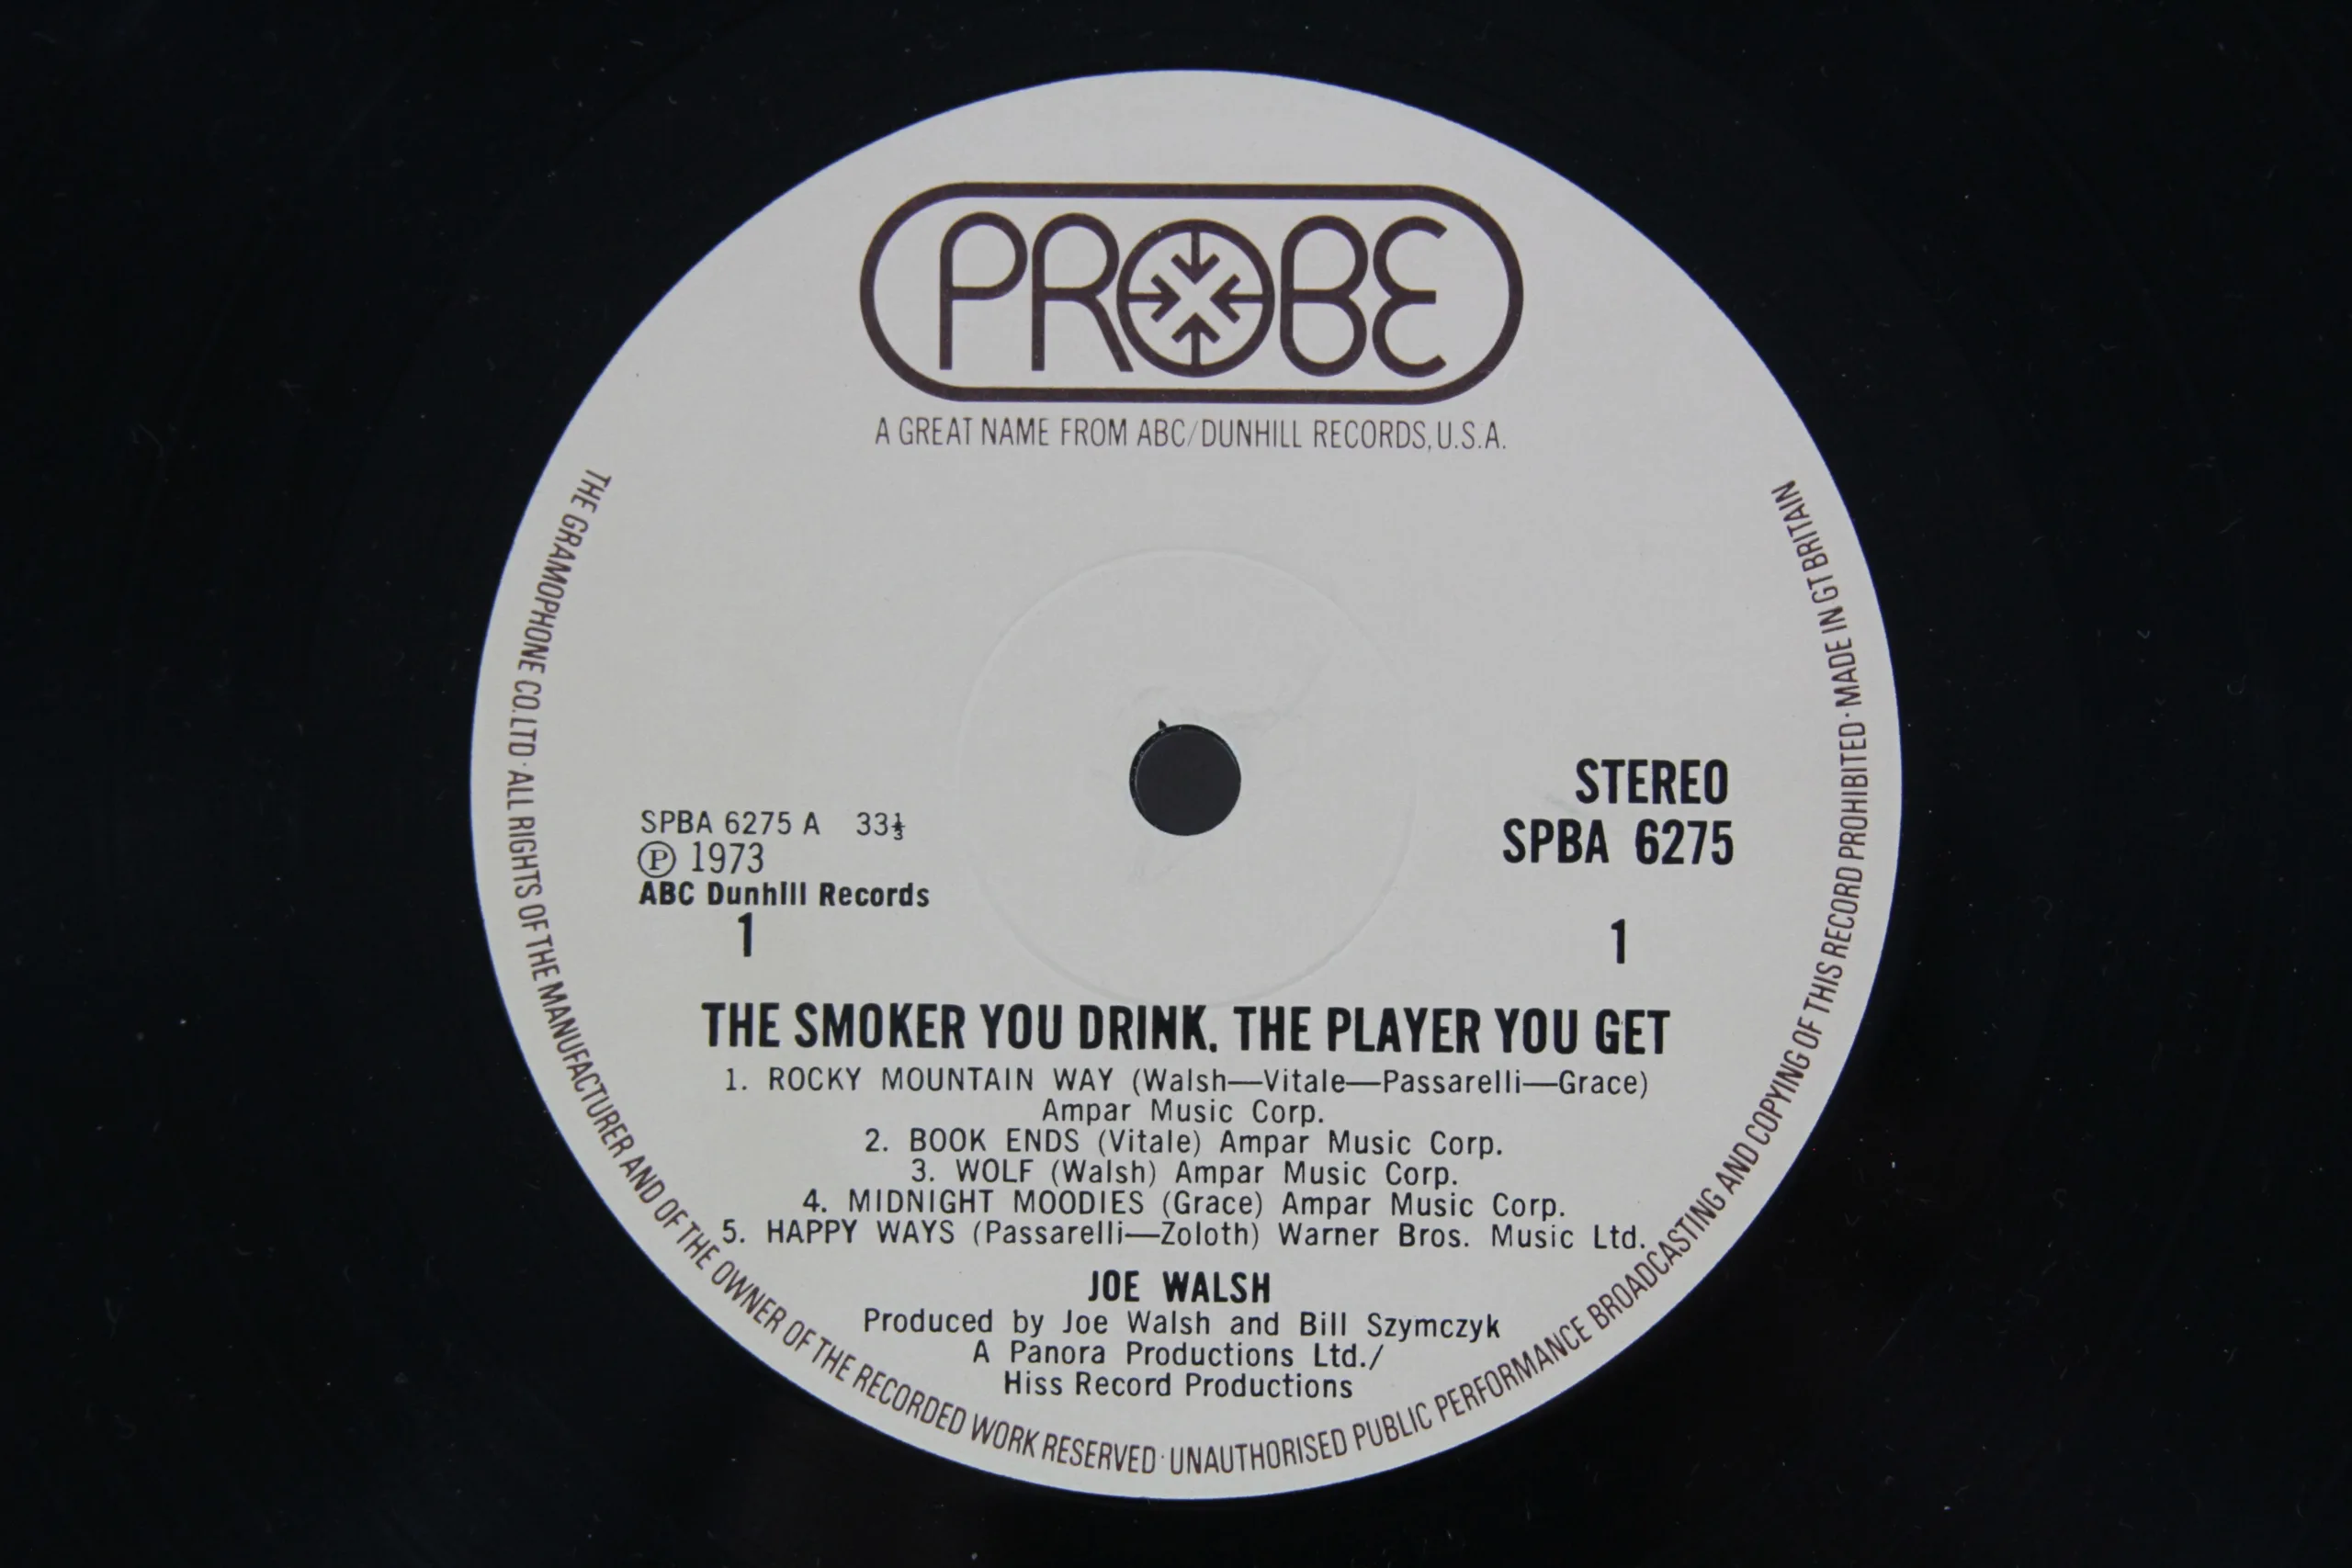 PROBE
A GREAT NAME FROM ABC/DUNHILL RECORDS, U.S.A.
THE GRAMOPHONE CO. LTD · ALL RIGHTS OF THE MANUFACTURER AND OF THE OWNER OF THE RECORDED WORK RESERVED · UNAUTHORISED PUBLIC PERFORMANCE BROADCASTING AND COPYING OF THIS RECORD PROHIBITED · MADE IN GT BRITAIN
STEREO
SPBA 6275
SPBA 6275 A 33⅓
Ⓟ 1973
ABC Dunhill Records
1 1
THE SMOKER YOU DRINK. THE PLAYER YOU GET
1. ROCKY MOUNTAIN WAY (Walsh—Vitale—Passarelli—Grace)
Ampar Music Corp.
2. BOOK ENDS (Vitale) Ampar Music Corp.
3. WOLF (Walsh) Ampar Music Corp.
4. MIDNIGHT MOODIES (Grace) Ampar Music Corp.
5. HAPPY WAYS (Passarelli—Zoloth) Warner Bros. Music Ltd.
JOE WALSH
Produced by Joe Walsh and Bill Szymczyk
A Panora Productions Ltd./
Hiss Record Productions